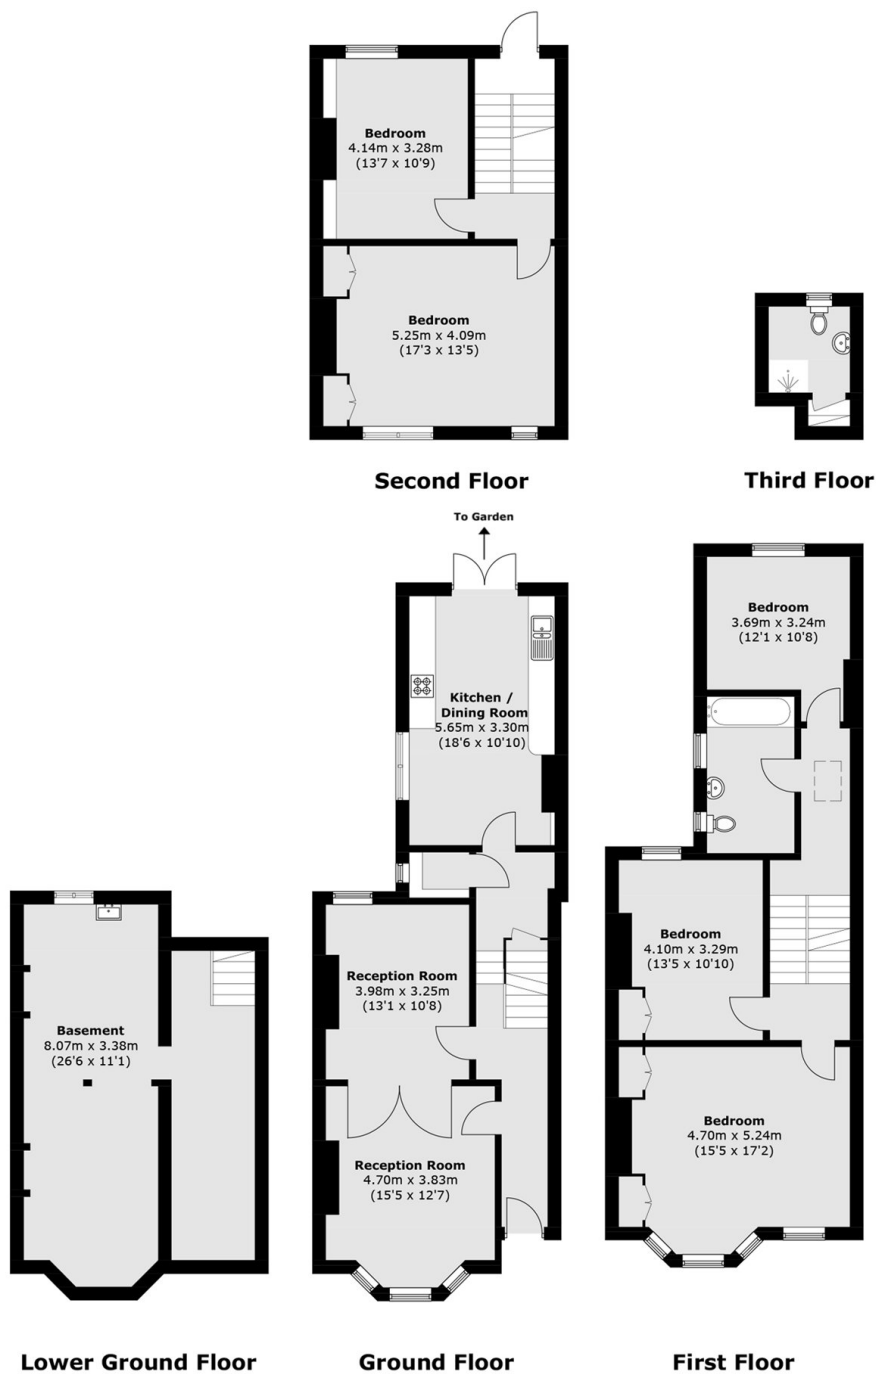 Bedroom
4.14m x 3.28m
(13'7 x 10'9)
Bedroom
5.25m x 4.09m
(17'3 x 13'5)
Second Floor
Third Floor
To Garden
Kitchen /
Dining Room
5.65m x 3.30m
(18'6 x 10'10)
Bedroom
3.69m x 3.24m
(12'1 x 10'8)
Basement
8.07m x 3.38m
(26'6 x 11'1)
Reception Room
3.98m x 3.25m
(13'1 x 10'8)
Reception Room
4.70m x 3.83m
(15'5 x 12'7)
Bedroom
4.10m x 3.29m
(13'5 x 10'10)
Bedroom
4.70m x 5.24m
(15'5 x 17'2)
Lower Ground Floor
Ground Floor
First Floor